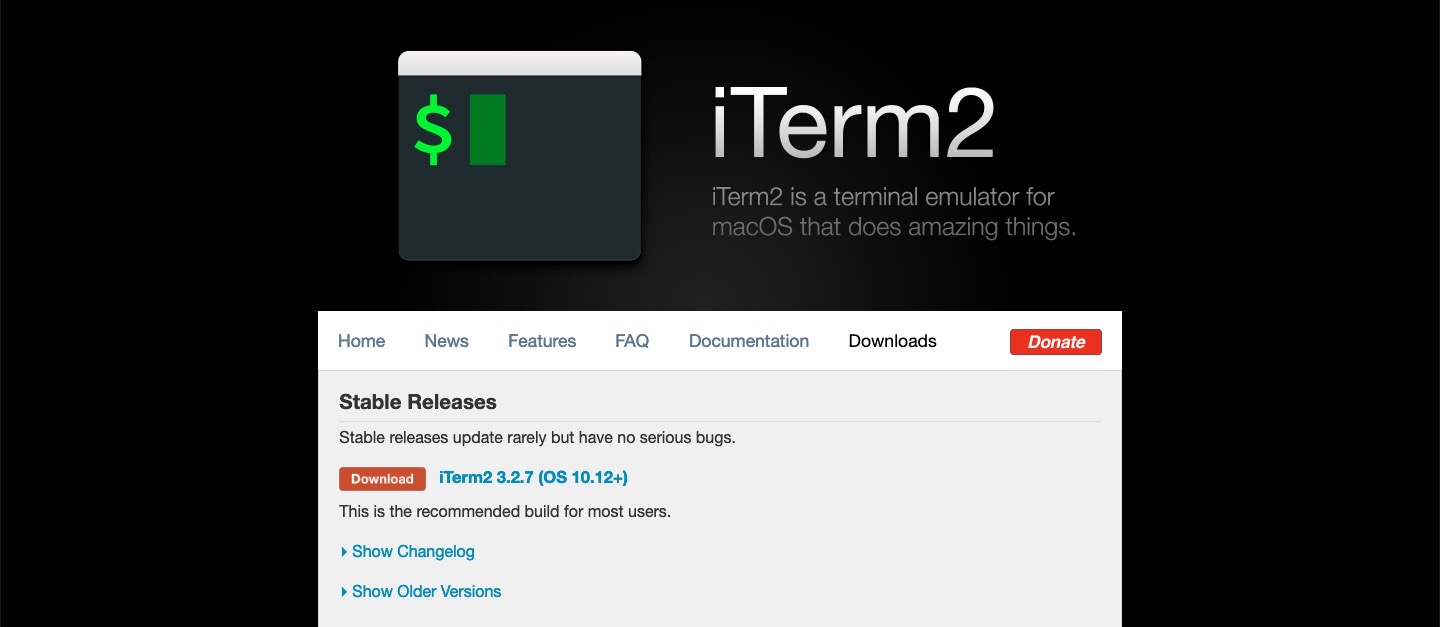 $
iTerm2
iTerm2 is a terminal emulator for
macOS that does amazing things.
Home News Features FAQ Documentation Downloads Donate
Stable Releases
Stable releases update rarely but have no serious bugs.
Download iTerm2 3.2.7 (OS 10.12+)
This is the recommended build for most users.
Show Changelog
Show Older Versions